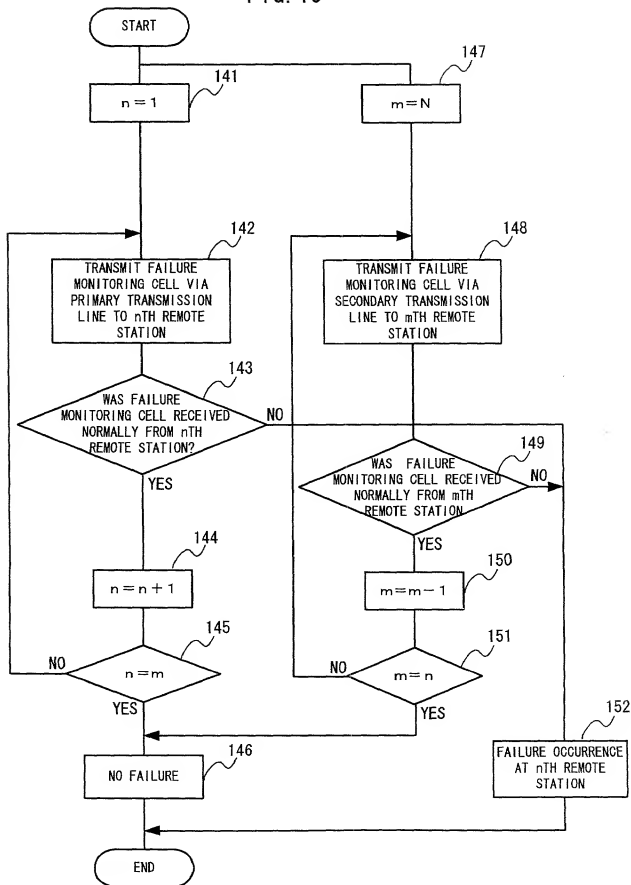 START
141
n=1
147
m=N
142
TRANSMIT FAILURE
MONITORING CELL VIA
PRIMARY TRANSMISSION
LINE TO nTH REMOTE
STATION
148
TRANSMIT FAILURE
MONITORING CELL VIA
SECONDARY TRANSMISSION
LINE TO mTH REMOTE
STATION
143
WAS FAILURE
MONITORING CELL RECEIVED
NORMALLY FROM nTH
REMOTE STATION?
NO
YES
149
WAS FAILURE
MONITORING CELL RECEIVED
NORMALLY FROM mTH
REMOTE STATION
NO
YES
144
n=n+1
150
m=m-1
145
n=m
NO
YES
151
m=n
NO
YES
146
NO FAILURE
152
FAILURE OCCURRENCE
AT nTH REMOTE
STATION
END